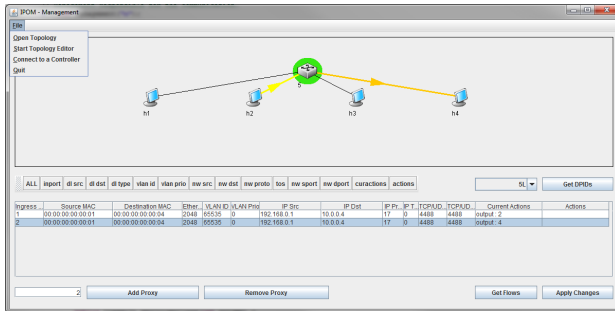 IPOM - Management
File
Open Topology
Start Topology Editor
Connect to a Controller
Quit
5
h1 h2 h3 h4
ALL inport dl src dl dst dl type vlan id vlan prio nw src nw dst nw proto tos nw sport nw dport curactions actions 5L Get DPIDs
Ingress ... Source MAC Destination MAC Ether... VLAN ID VLAN Prio IP Src IP Dst IP Pr... IP T... TCP/UD... TCP/UD... Current Actions Actions
1 00:00:00:00:00:01 00:00:00:00:00:04 2048 65535 0 192.168.0.1 10.0.0.4 17 0 4488 4488 output : 2
2 00:00:00:00:00:01 00:00:00:00:00:04 2048 65535 0 192.168.0.1 10.0.0.4 17 0 4488 4488 output : 4
2 Add Proxy Remove Proxy Get Flows Apply Changes